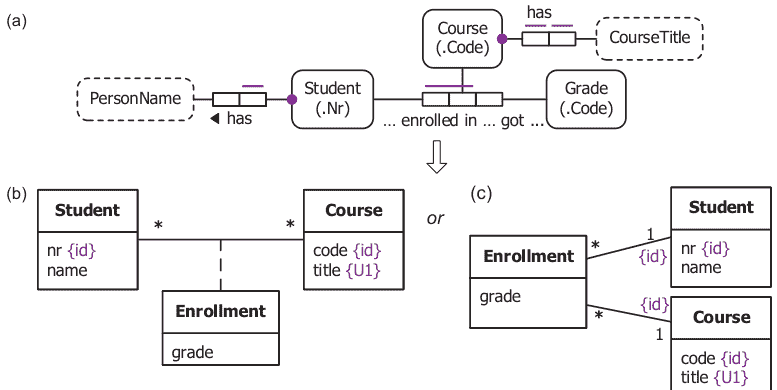 (a)
has
Course
(.Code)
CourseTitle
PersonName
Student
(.Nr)
Grade
(.Code)
◄ has
... enrolled in ... got ...
(b)
Student
nr {id}
name
*
*
Course
code {id}
title {U1}
Enrollment
grade
or
(c)
Student
nr {id}
name
1
{id}
*
Enrollment
grade
*
{id}
1
Course
code {id}
title {U1}